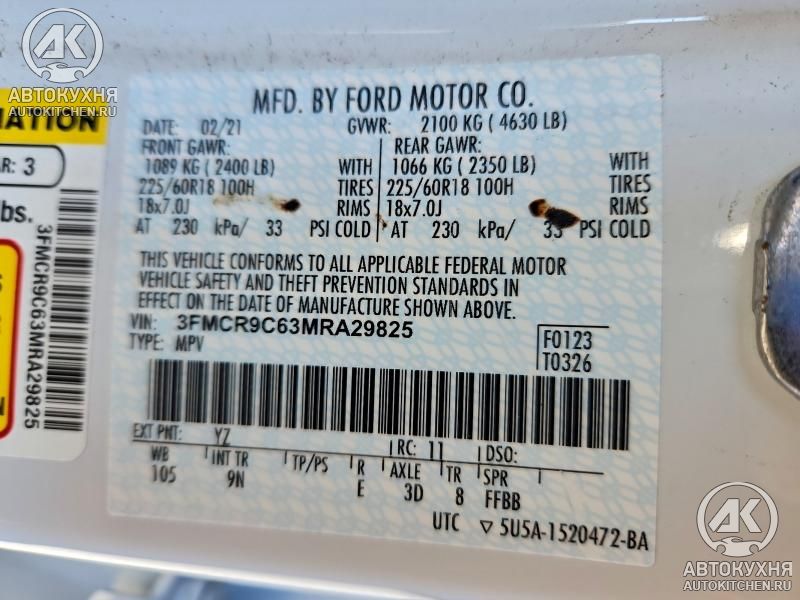 АВТОКУХНЯ
AUTOKITCHEN.RU
MATION
AR: 3
lbs.
3FMCR9C63MRA29825
MFD. BY FORD MOTOR CO.
DATE: 02/21 GVWR: 2100 KG ( 4630 LB)
FRONT GAWR: REAR GAWR:
1089 KG ( 2400 LB) WITH 1066 KG ( 2350 LB) WITH
225/60R18 100H TIRES 225/60R18 100H TIRES
18x7.0J RIMS 18x7.0J RIMS
AT 230 kPa/ 33 PSI COLD AT 230 kPa/ 33 PSI COLD
THIS VEHICLE CONFORMS TO ALL APPLICABLE FEDERAL MOTOR
VEHICLE SAFETY AND THEFT PREVENTION STANDARDS IN
EFFECT ON THE DATE OF MANUFACTURE SHOWN ABOVE.
VIN: 3FMCR9C63MRA29825
TYPE: MPV
F0123
T0326
EXT PNT: YZ RC: 11 DSO:
WB INT TR TP/PS R AXLE TR SPR
105 9N E 3D 8 FFBB
UTC ▽ 5U5A-1520472-BA
АВТОКУХНЯ
AUTOKITCHEN.RU